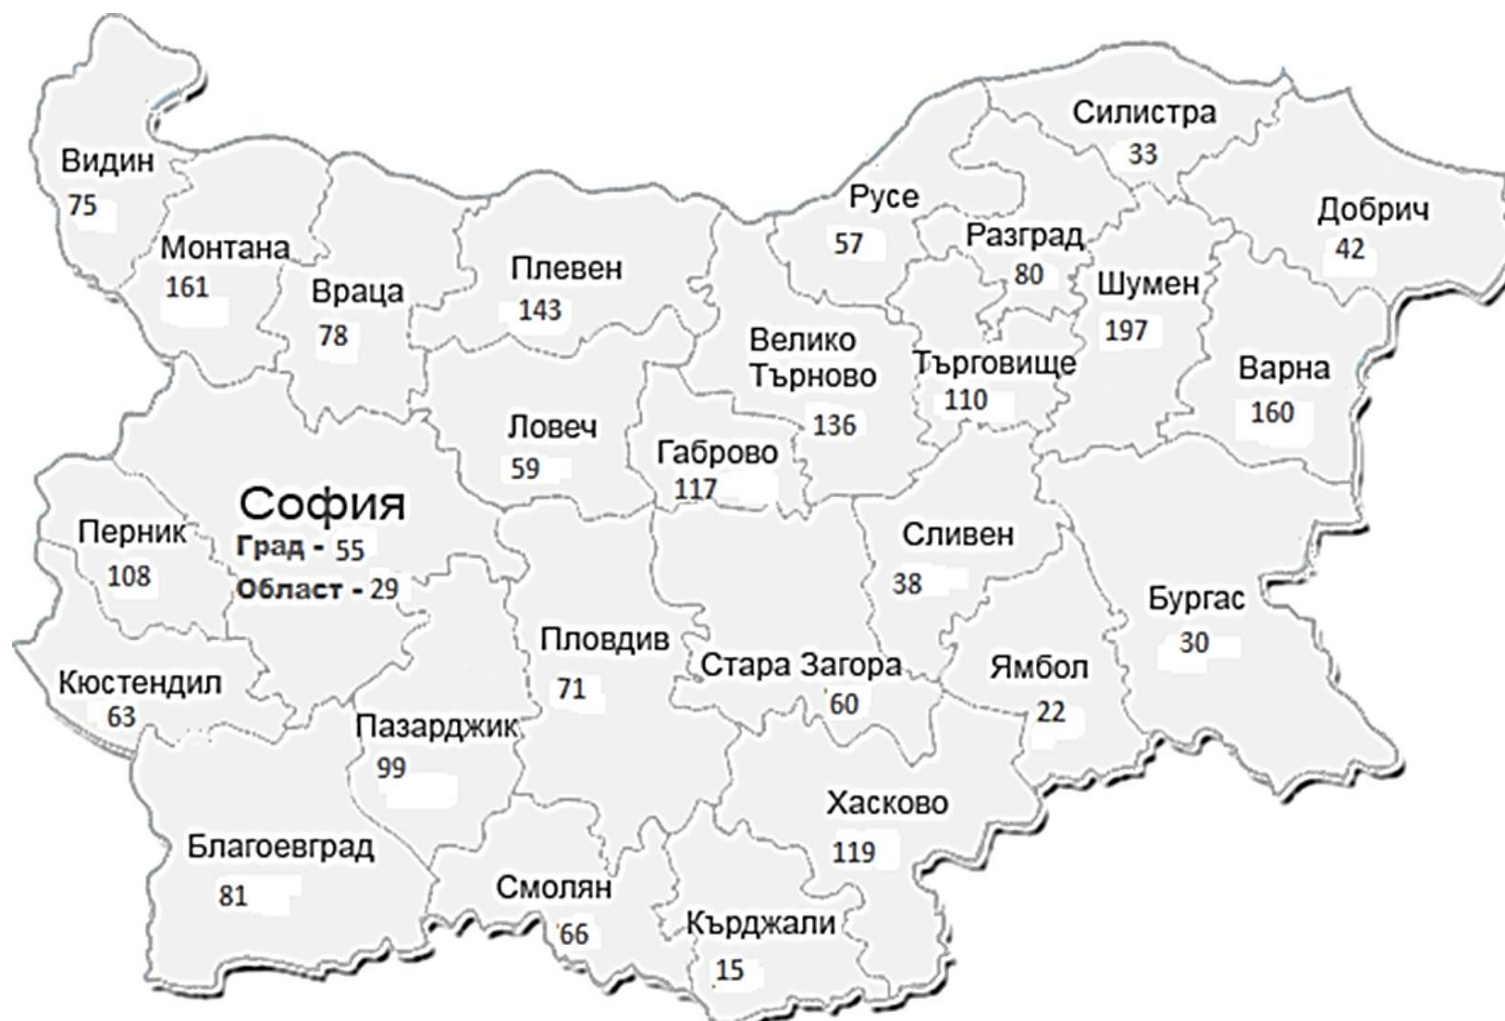 Силистра
33
Видин
75
Русе
57
Добрич
42
Монтана
161
Разград
80
Плевен
143
Враца
78
Шумен
197
Велико
Търново
136
Търговище
110
Варна
160
Ловеч
59
Габрово
117
София
Град - 55
Област - 29
Перник
108
Сливен
38
Бургас
30
Пловдив
71
Стара Загора
60
Ямбол
22
Кюстендил
63
Пазарджик
99
Хасково
119
Благоевград
81
Смолян
66
Кърджали
15